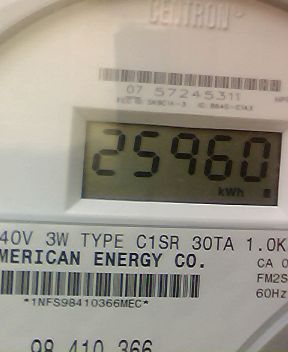 CENTRON
07 57245311
25960
kWh
40V 3W TYPE C1SR 30TA 1.0K
MERICAN ENERGY CO.
CA 0
FM2S
60Hz
*1NFS98410366MEC*
98 410 366